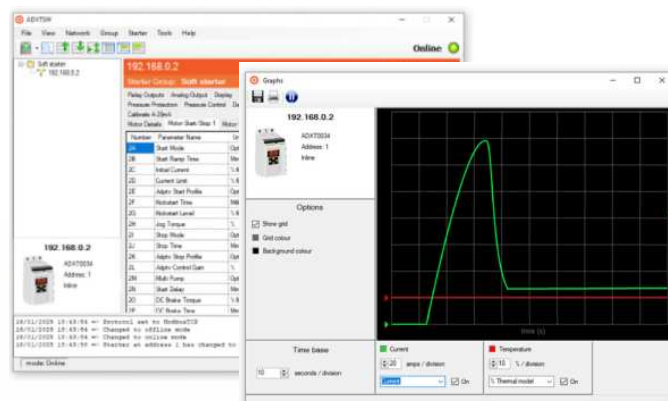 ADXTSW
File View Network Group Starter Tools Help
Online
Soft starter
192.168.0.2
192.168.0.2
Starter Group: Soft starter
Relay Outputs Analog Output Display
Pressure Protection Pressure Control
Calibrate 4-20mA
Motor Details Motor Start/Stop 1 Motor
Number Parameter Name
2A Start Mode
2B Start Ramp Time
2C Initial Current
2D Current Limit
2E Adptv Start Profile
2F Kickstart Time
2G Kickstart Level
2H Jog Torque
2I Stop Mode
2J Stop Time
2K Adptv Stop Profile
2L Adptv Control Gain
2M Multi Pump
2N Start Delay
2O DC Brake Torque
2P DC Brake Time
192.168.0.2
ADXT0034
Address: 1
Inline
mode: Online
Graphs
192.168.0.2
ADXT0034
Address: 1
Inline
Options
Show grid
Grid colour
Background colour
time (s)
Time base
10 seconds / division
Current
20 amps / division
Current On
Temperature
10 % / division
% Thermal model On